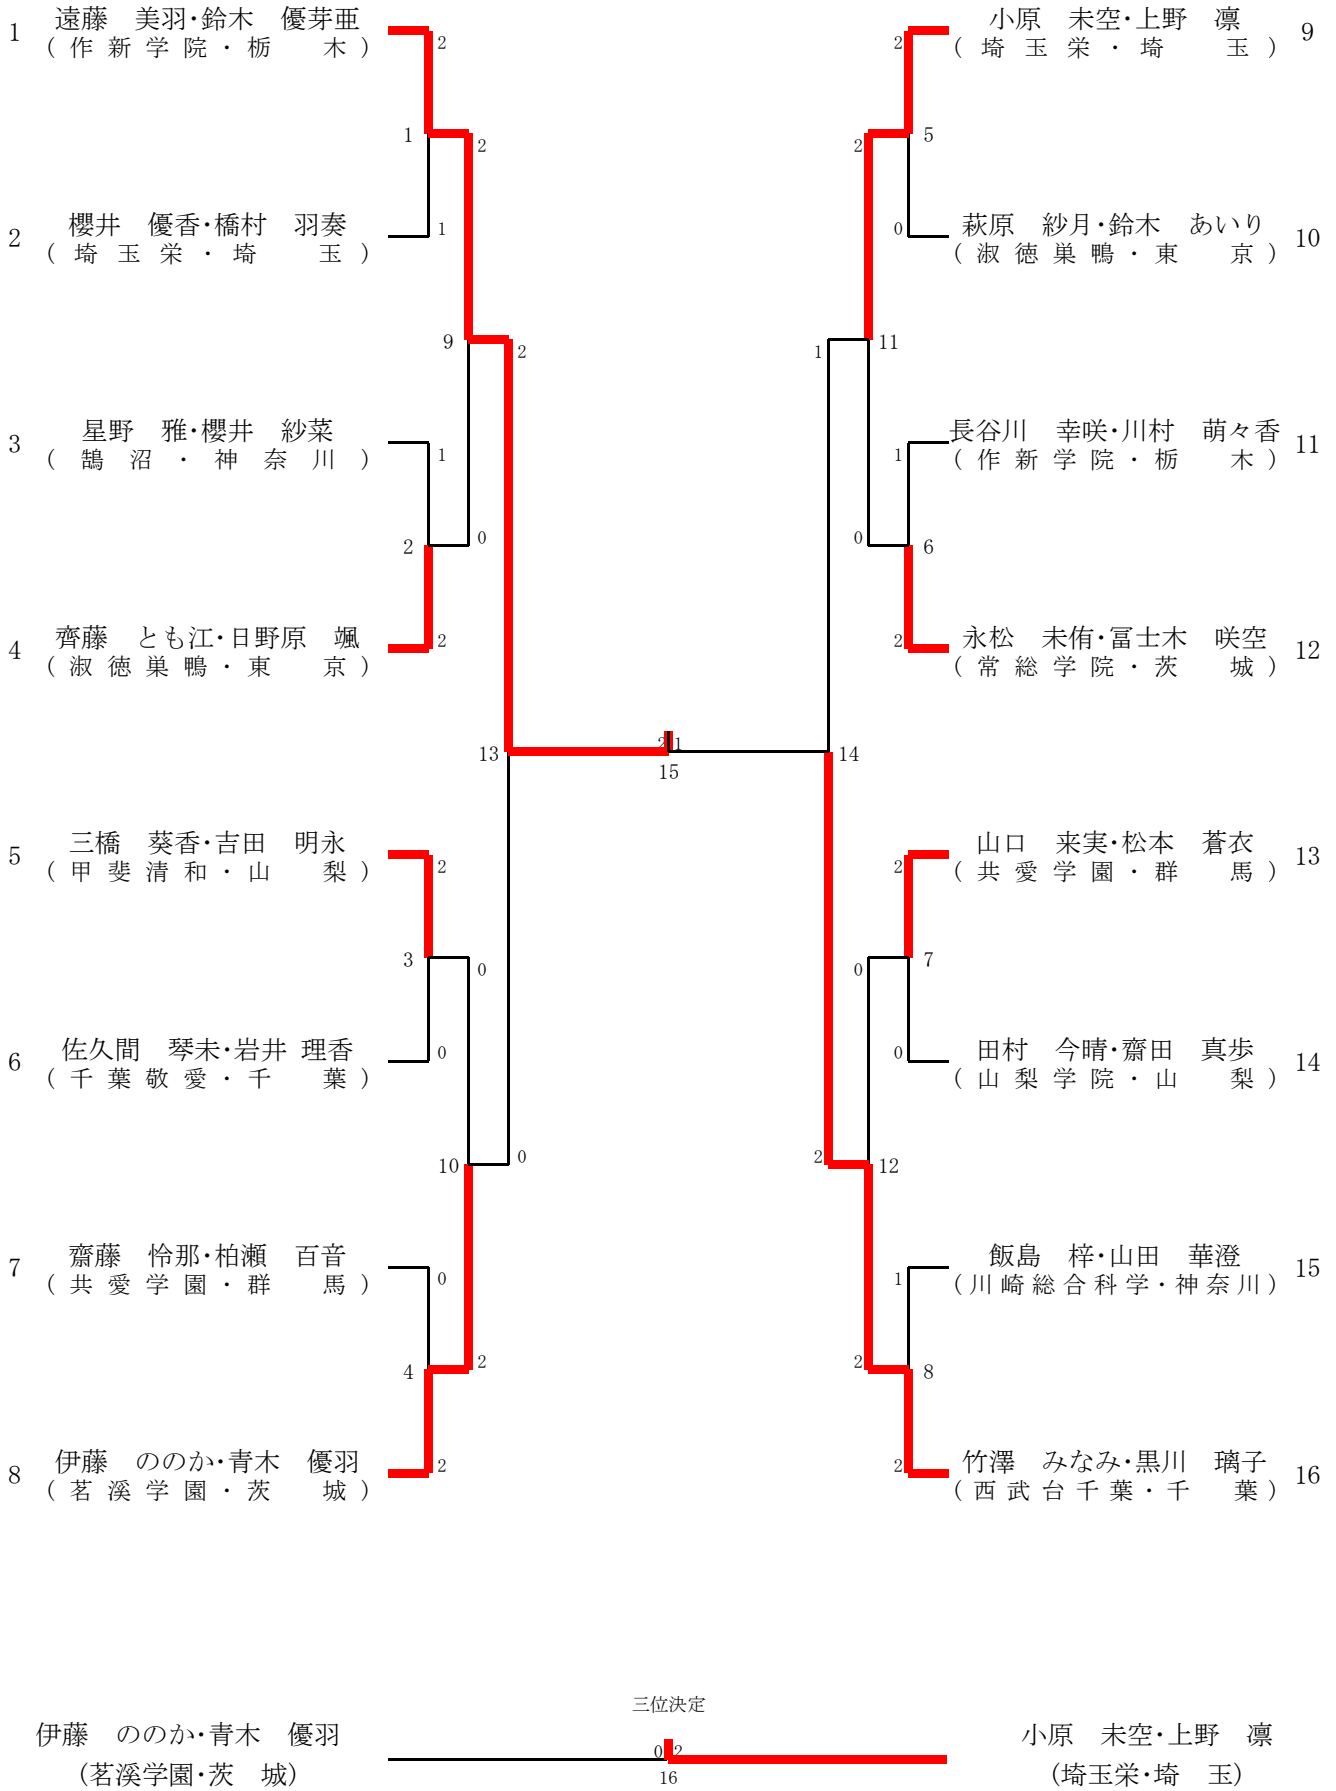 1 遠藤　美羽・鈴木　優芽亜
(作新学院・栃　木)
2
1
2
2 櫻井　優香・橋村　羽奏
(埼玉栄・埼　玉)
1
9
2
3 星野　雅・櫻井　紗菜
(鵠沼・神奈川)
1
2
0
4 齊藤　とも江・日野原　颯
(淑徳巣鴨・東　京)
2
13
5 三橋　葵香・吉田　明永
(甲斐清和・山　梨)
2
3
0
6 佐久間　琴未・岩井 理香
(千葉敬愛・千　葉)
0
10
0
7 齋藤　怜那・柏瀬　百音
(共愛学園・群　馬)
0
4
2
8 伊藤　ののか・青木　優羽
(茗溪学園・茨　城)
2
2 1
15
小原　未空・上野　凛 9
(埼玉栄・埼　玉)
2
5
2
萩原　紗月・鈴木　あいり 10
(淑徳巣鴨・東　京)
0
11
1
長谷川　幸咲・川村　萌々香 11
(作新学院・栃　木)
1
0
6
永松　未侑・冨士木　咲空 12
(常総学院・茨　城)
2
14
山口　来実・松本　蒼衣 13
(共愛学園・群　馬)
2
0
7
田村　今晴・齋田　真歩 14
(山梨学院・山　梨)
0
2
12
飯島　梓・山田　華澄 15
(川崎総合科学・神奈川)
1
2
8
竹澤　みなみ・黒川　璃子 16
(西武台千葉・千　葉)
2
三位決定
伊藤　ののか・青木　優羽
(茗溪学園・茨　城)
0 2
16
小原　未空・上野　凛
(埼玉栄・埼　玉)